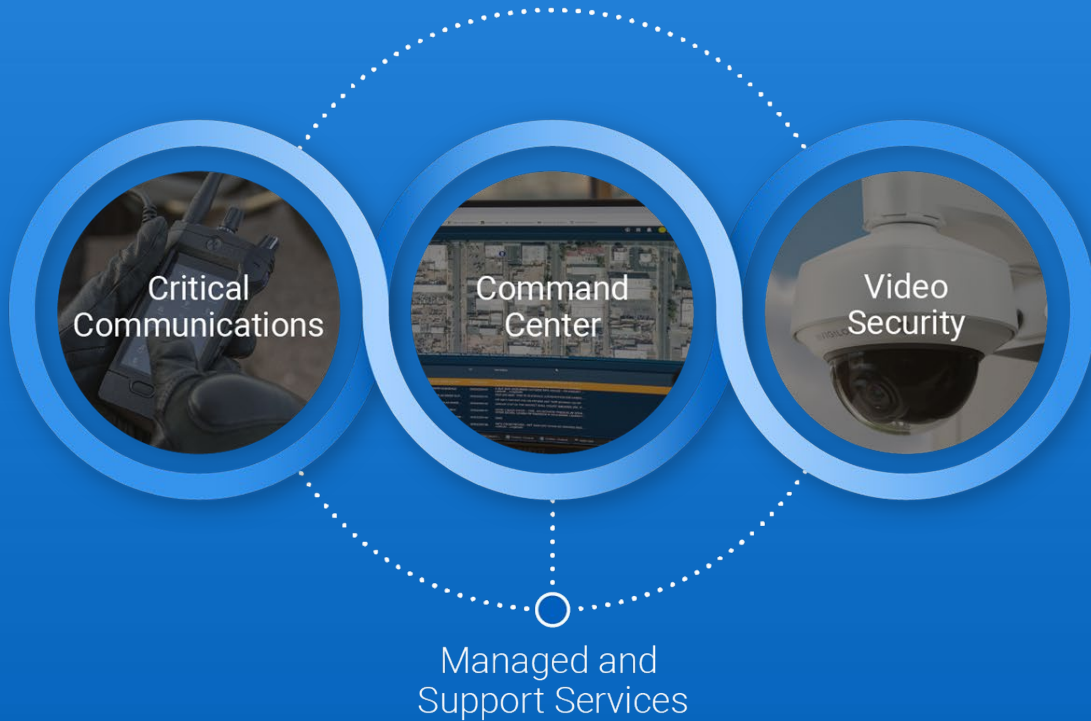 Critical
Communications
Command
Center
Video
Security
Managed and
Support Services